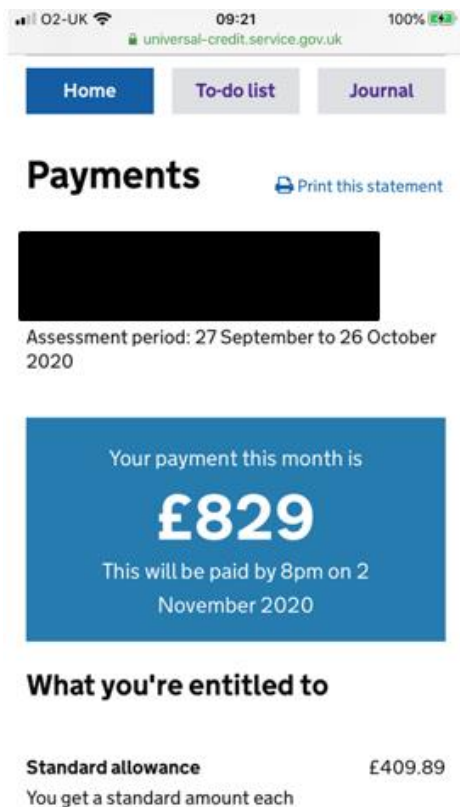 O2-UK 09:21 100%
universal-credit.service.gov.uk
Home To-do list Journal
Payments
Print this statement
Assessment period: 27 September to 26 October
2020
Your payment this month is
£829
This will be paid by 8pm on 2
November 2020
What you're entitled to
Standard allowance £409.89
You get a standard amount each